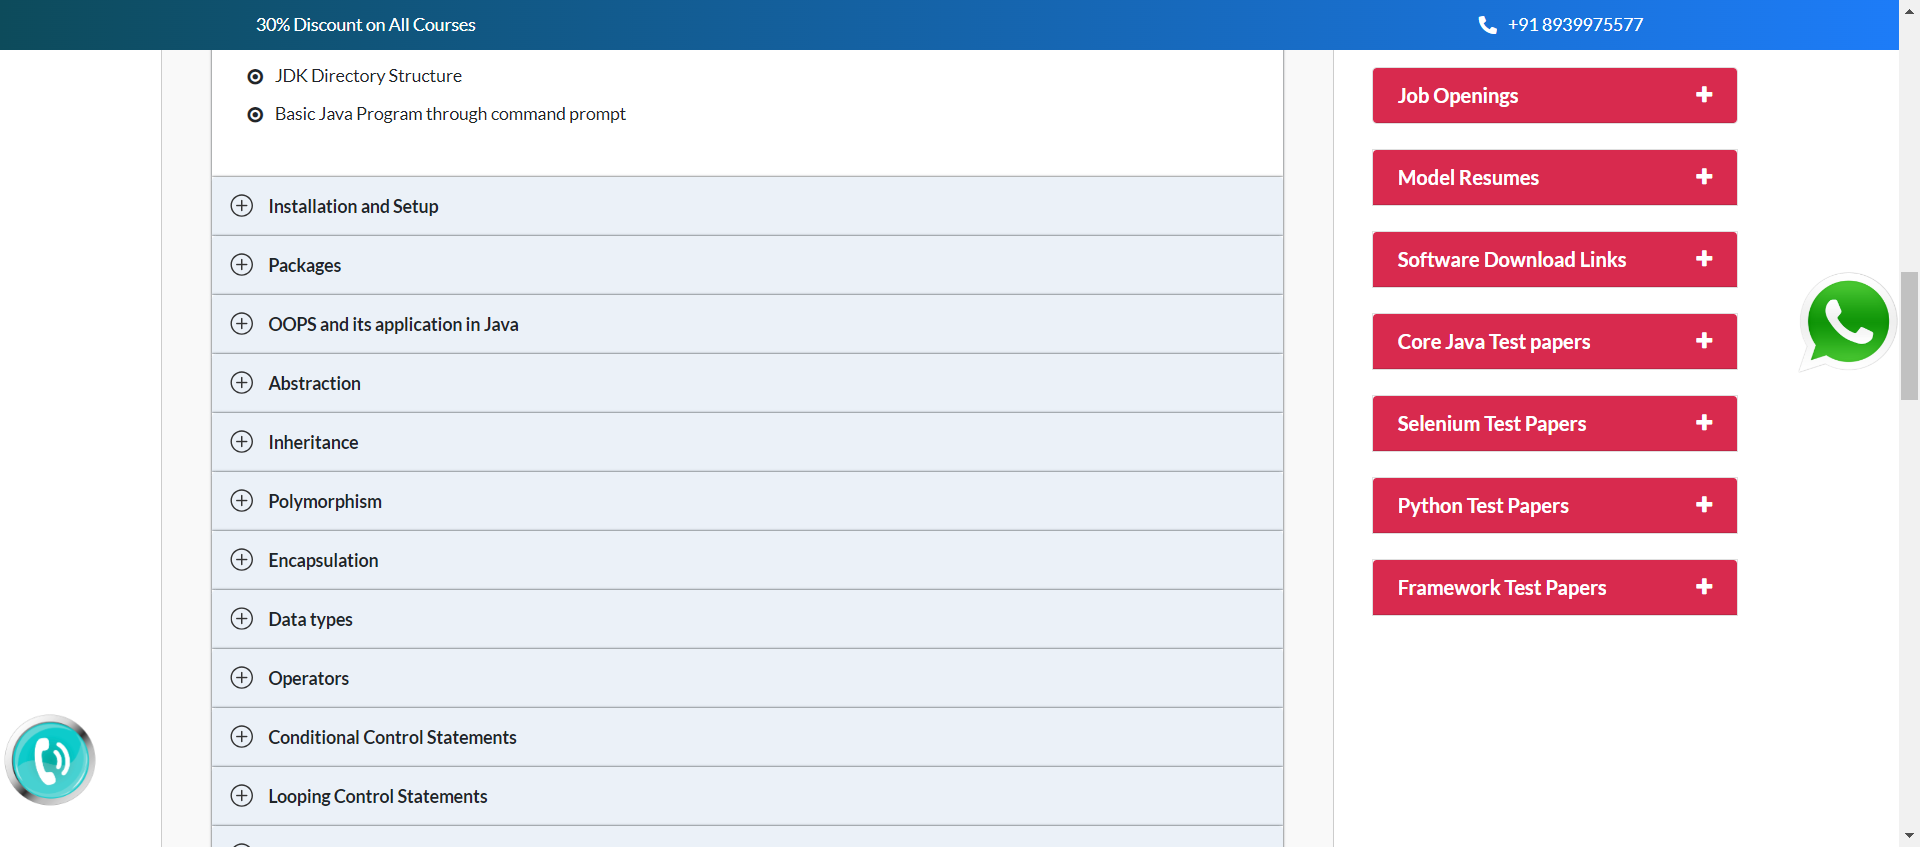 30% Discount on All Courses
+91 8939975577
JDK Directory Structure
Basic Java Program through command prompt
Installation and Setup
Packages
OOPS and its application in Java
Abstraction
Inheritance
Polymorphism
Encapsulation
Data types
Operators
Conditional Control Statements
Looping Control Statements
Job Openings
Model Resumes
Software Download Links
Core Java Test papers
Selenium Test Papers
Python Test Papers
Framework Test Papers